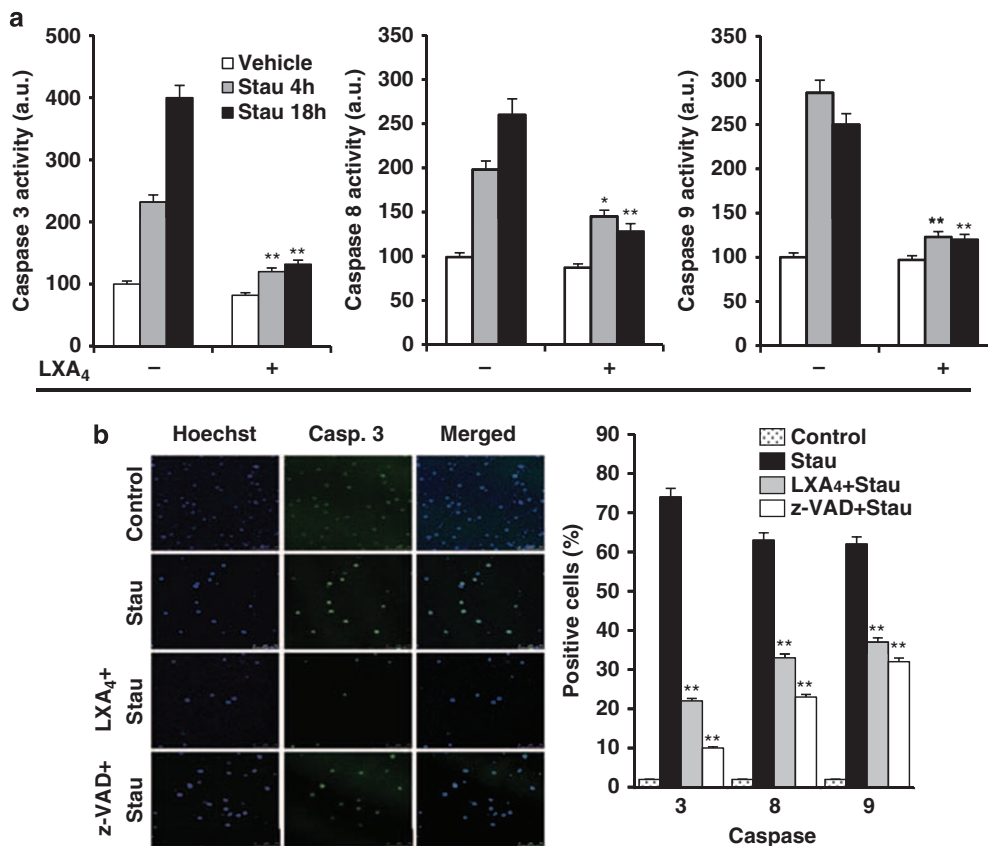 a
Caspase 3 activity (a.u.)
500
400
300
200
100
0
Vehicle
Stau 4h
Stau 18h
** **
Caspase 8 activity (a.u.)
350
300
250
200
150
100
50
0
* **
Caspase 9 activity (a.u.)
350
300
250
200
150
100
50
0
** **
LXA4 – + – + – +
b
Hoechst Casp. 3 Merged
Control
Stau
LXA4+
Stau
z-VAD+
Stau
Positive cells (%)
90
80
70
60
50
40
30
20
10
0
Control
Stau
LXA4+Stau
z-VAD+Stau
** **
** **
** **
3 8 9
Caspase